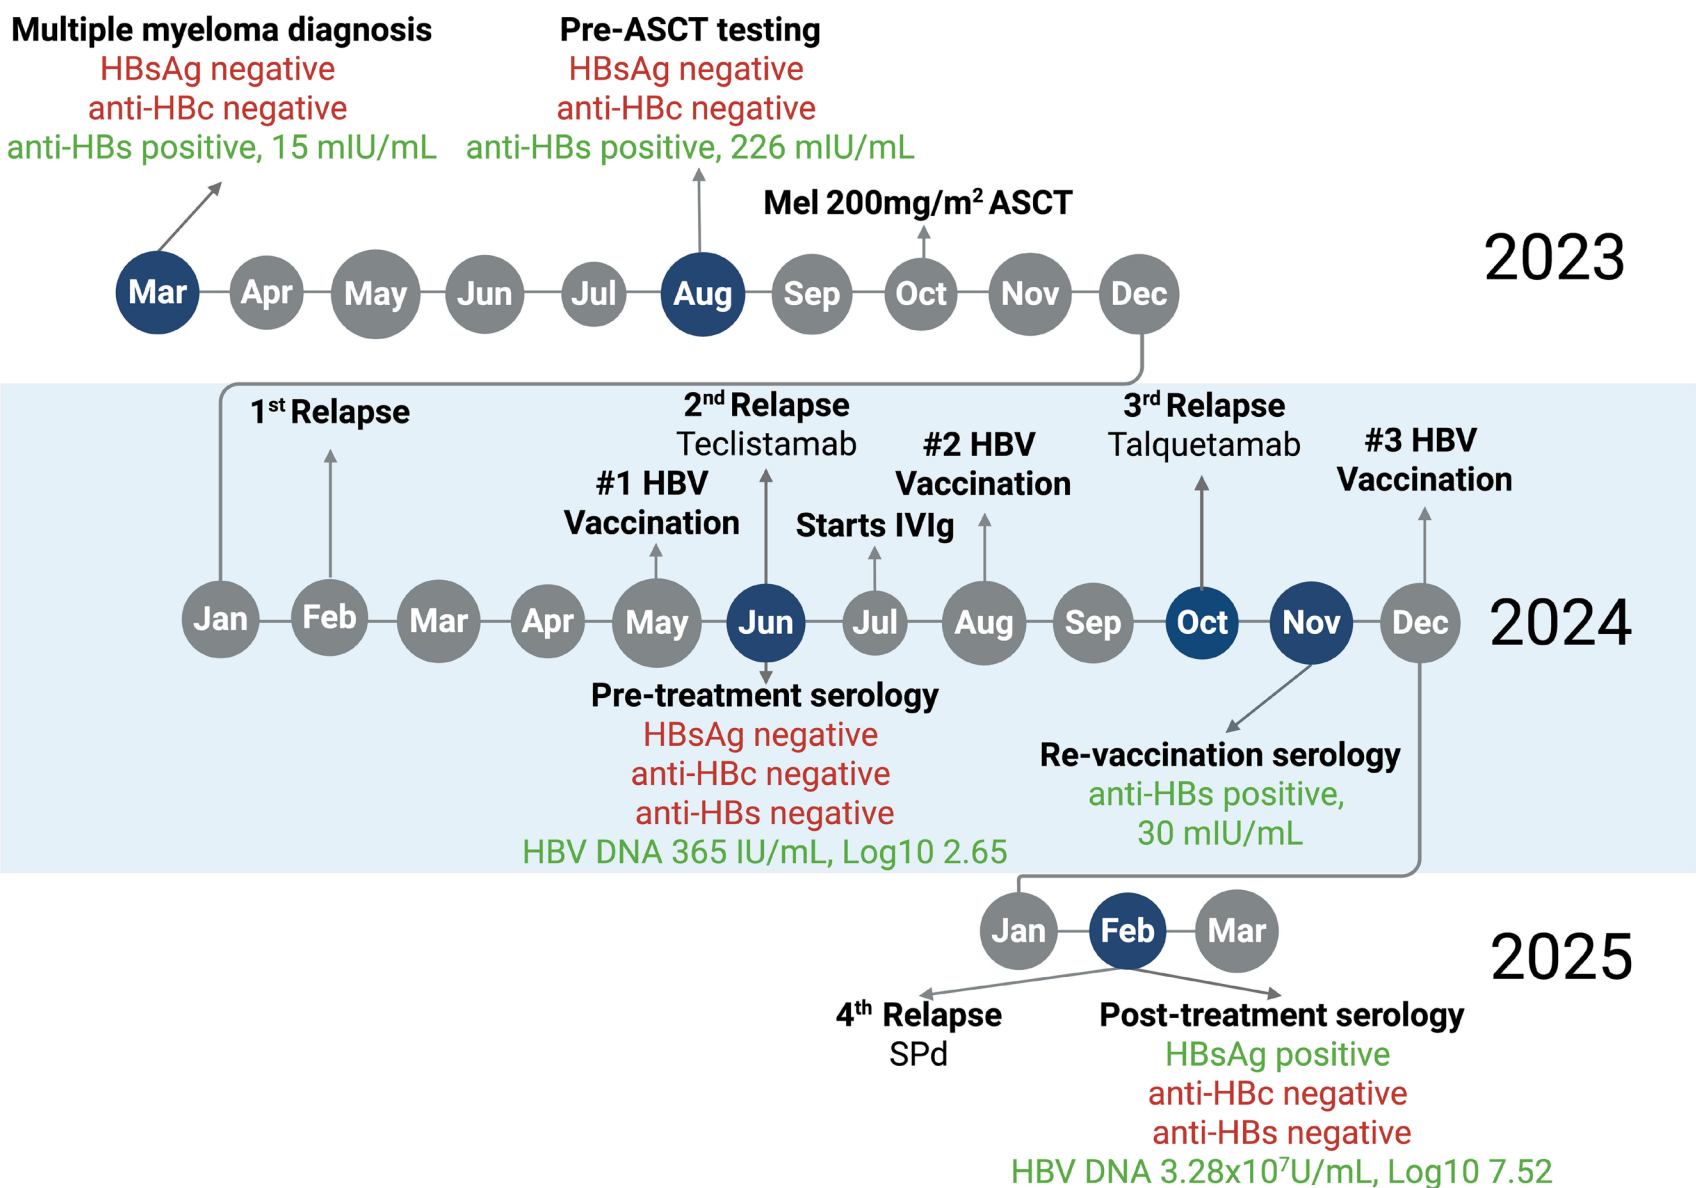 Multiple myeloma diagnosis
HBsAg negative
anti-HBc negative
anti-HBs positive, 15 mIU/mL
Pre-ASCT testing
HBsAg negative
anti-HBc negative
anti-HBs positive, 226 mIU/mL
Mel 200mg/m² ASCT
2023
Mar Apr May Jun Jul Aug Sep Oct Nov Dec
1st Relapse
#1 HBV
Vaccination
2nd Relapse
Teclistamab
Starts IVIg
#2 HBV
Vaccination
3rd Relapse
Talquetamab
#3 HBV
Vaccination
Jan Feb Mar Apr May Jun Jul Aug Sep Oct Nov Dec
2024
Pre-treatment serology
HBsAg negative
anti-HBc negative
anti-HBs negative
HBV DNA 365 IU/mL, Log10 2.65
Re-vaccination serology
anti-HBs positive,
30 mIU/mL
Jan Feb Mar
2025
4th Relapse
SPd
Post-treatment serology
HBsAg positive
anti-HBc negative
anti-HBs negative
HBV DNA 3.28x10⁷U/mL, Log10 7.52